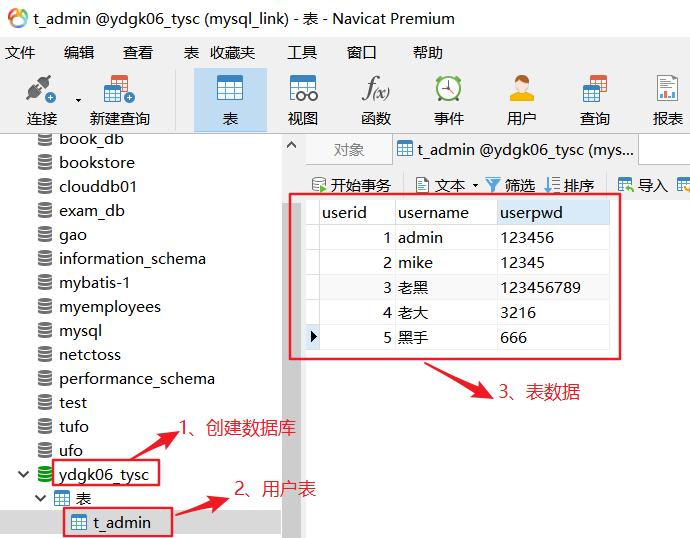 t_admin @ydgk06_tysc (mysql_link) - 表 - Navicat Premium
文件 编辑 查看 表 收藏夹 工具 窗口 帮助
连接 新建查询 表 视图 函数 事件 用户 查询 报表
f(x)
对象 t_admin @ydgk06_tysc (mys...
开始事务 文本 筛选 排序 导入
book_db
bookstore
clouddb01
exam_db
gao
information_schema
mybatis-1
myemployees
mysql
netctoss
performance_schema
test
tufo
ufo
ydgk06_tysc
表
t_admin
userid username userpwd
1 admin 123456
2 mike 12345
3 老黑 123456789
4 老大 3216
5 黑手 666
1、创建数据库
2、用户表
3、表数据